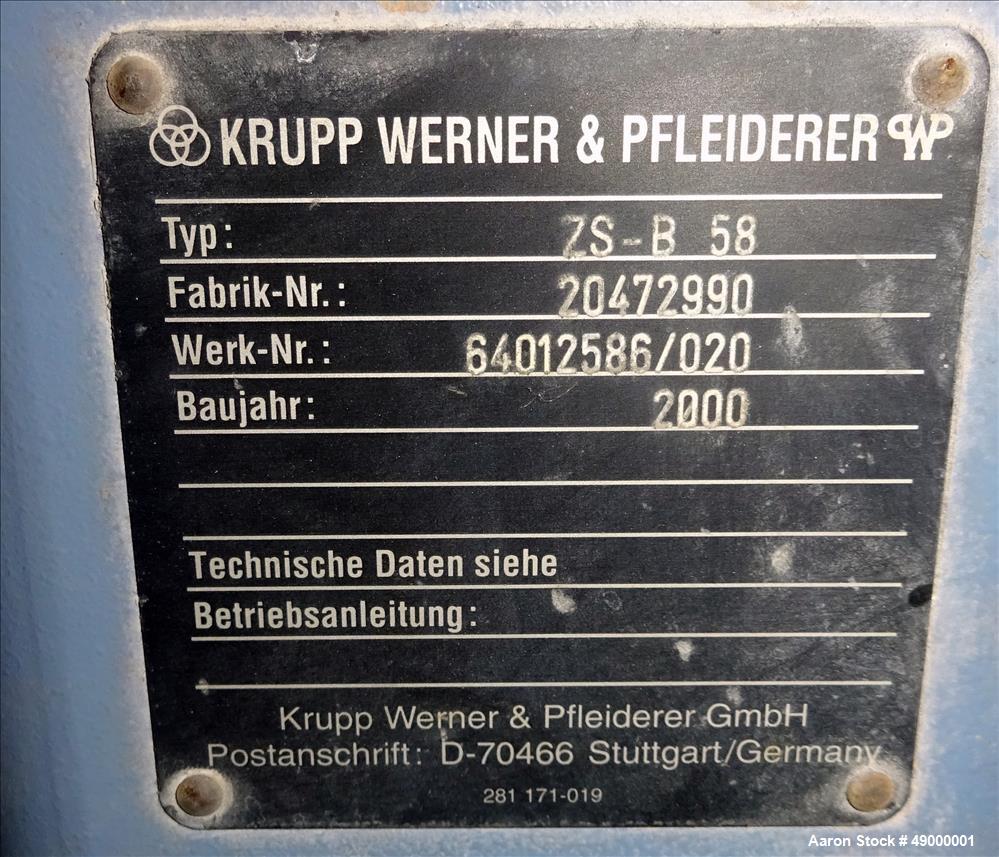 KRUPP WERNER & PFLEIDERER WP
Typ: ZS-B 58
Fabrik-Nr.: 20472990
Werk-Nr.: 64012586/020
Baujahr: 2000
Technische Daten siehe
Betriebsanleitung:
Krupp Werner & Pfleiderer GmbH
Postanschrift: D-70466 Stuttgart/Germany
281 171-019
Aaron Stock # 49000001